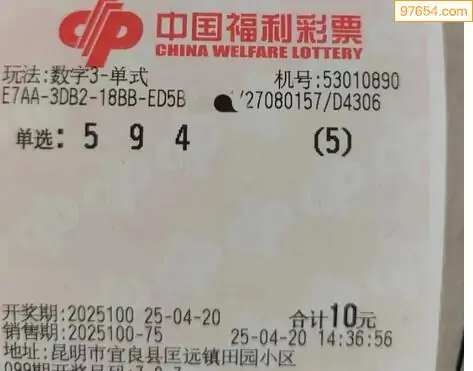 97654.com
中国福利彩票
CHINA WELFARE LOTTERY
玩法:数字3-单式 机号:53010890
E7AA-3DB2-18BB-ED5B /27080157/D4306
单选: 5 9 4 (5)
开奖期:2025100 25-04-20 合计10元
销售期:2025100-75 25-04-20 14:36:56
地址:昆明市宜良县匡远镇田园小区